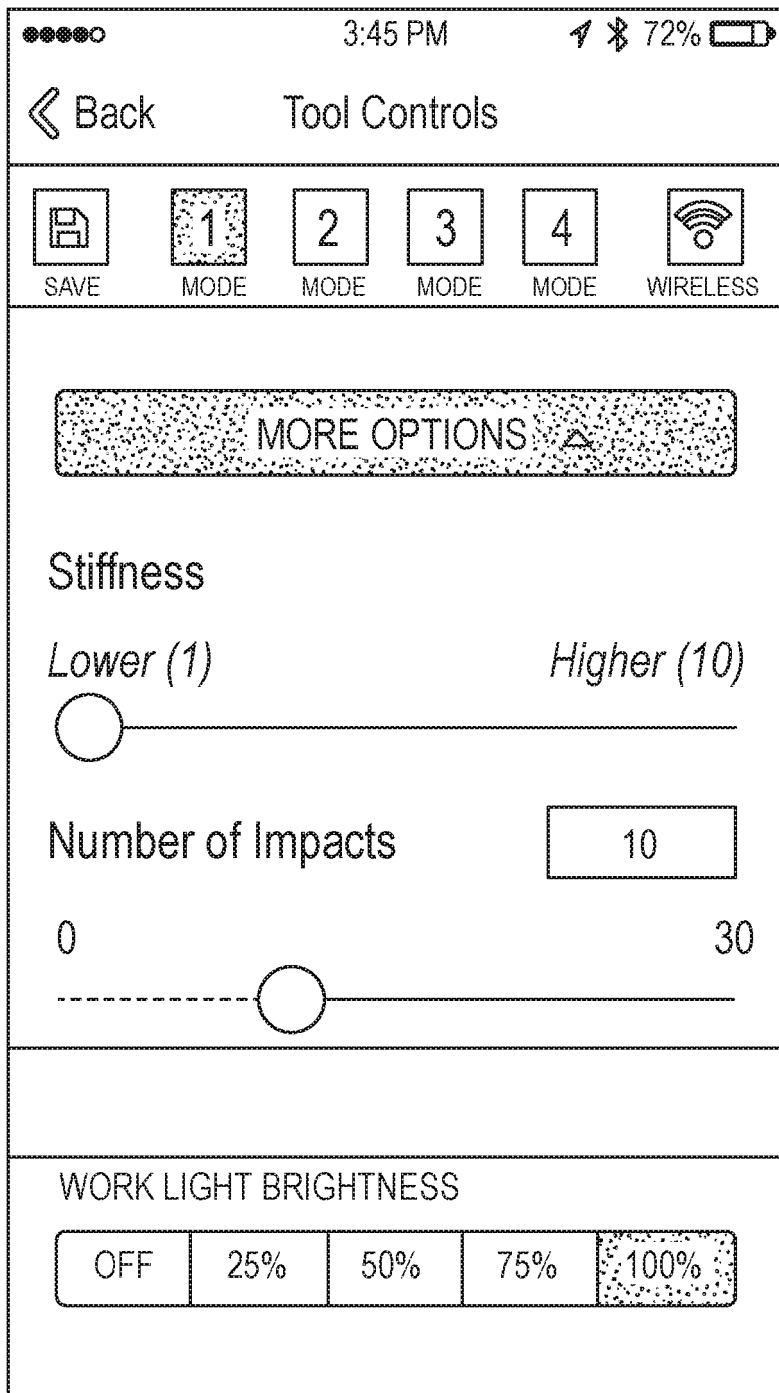 3:45 PM 72%
Back Tool Controls
1 2 3 4
SAVE MODE MODE MODE MODE WIRELESS
MORE OPTIONS
Stiffness
Lower (1) Higher (10)
Number of Impacts 10
0 30
WORK LIGHT BRIGHTNESS
OFF 25% 50% 75% 100%